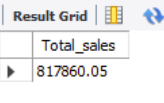 Result Grid
Total_sales
817860.05